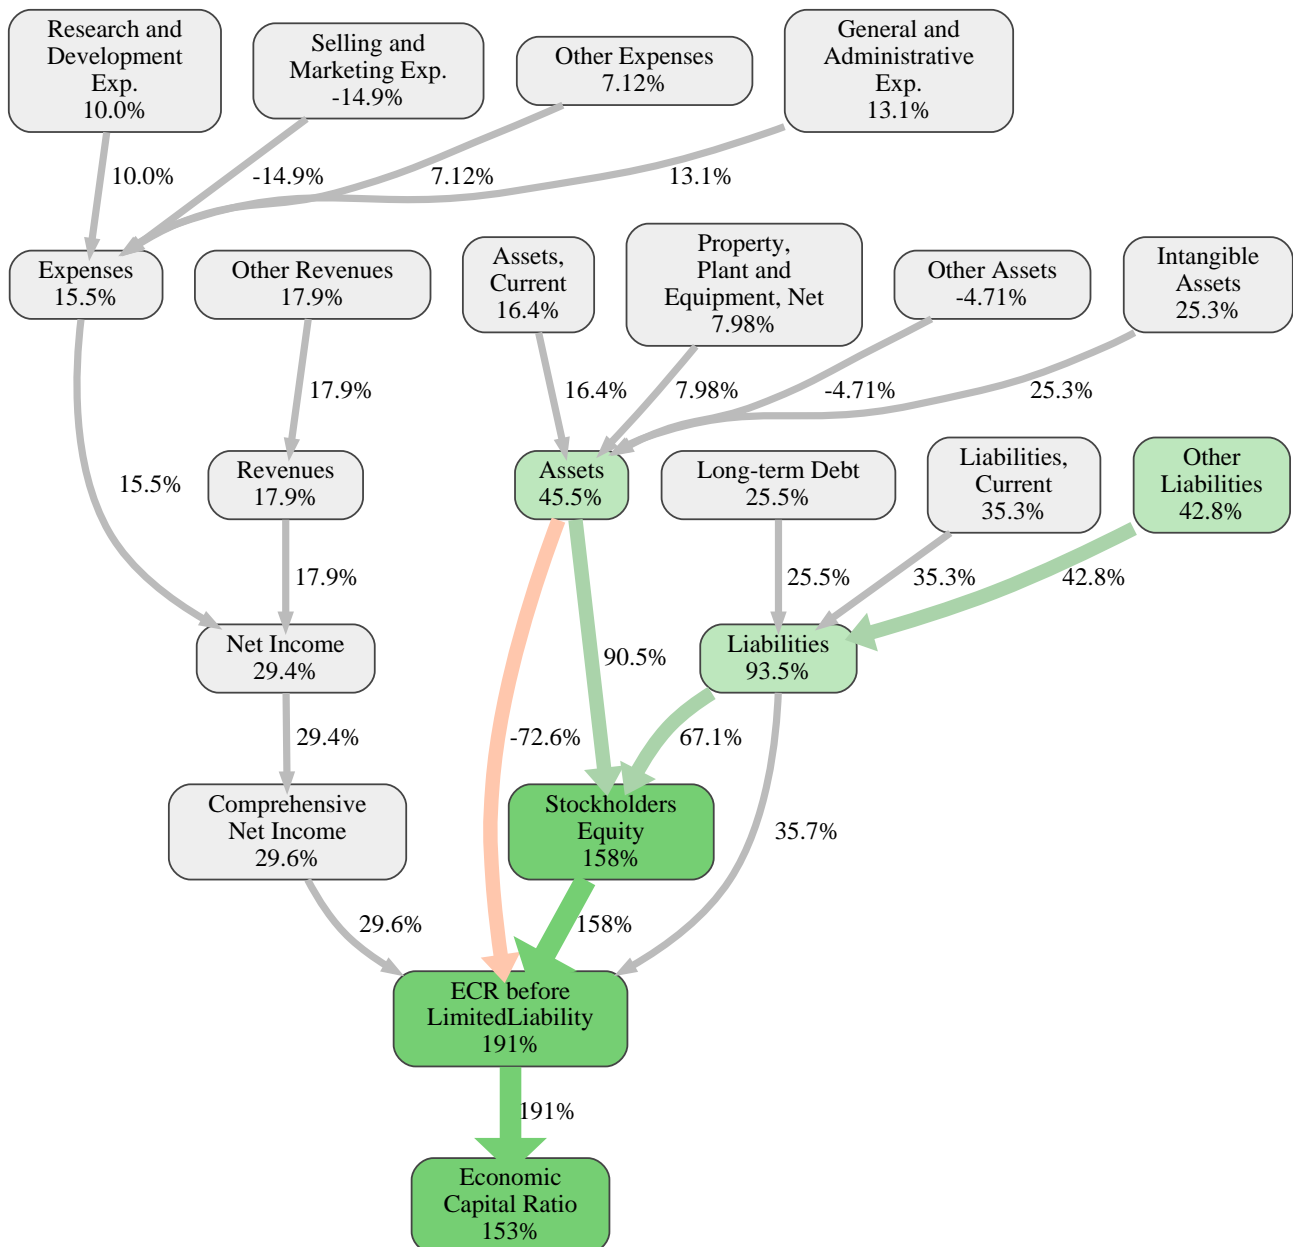 Research and
Development
Exp.
10.0%
Selling and
Marketing Exp.
-14.9%
Other Expenses
7.12%
General and
Administrative
Exp.
13.1%
10.0%
-14.9%
7.12%
13.1%
Expenses
15.5%
Other Revenues
17.9%
Assets,
Current
16.4%
Property,
Plant and
Equipment, Net
7.98%
Other Assets
-4.71%
Intangible
Assets
25.3%
17.9%
16.4%
7.98%
-4.71%
25.3%
15.5%
Revenues
17.9%
Assets
45.5%
Long-term Debt
25.5%
Liabilities,
Current
35.3%
Other
Liabilities
42.8%
17.9%
25.5%
35.3%
42.8%
Net Income
29.4%
90.5%
Liabilities
93.5%
29.4%
-72.6%
67.1%
Comprehensive
Net Income
29.6%
Stockholders
Equity
158%
35.7%
29.6%
158%
ECR before
LimitedLiability
191%
191%
Economic
Capital Ratio
153%